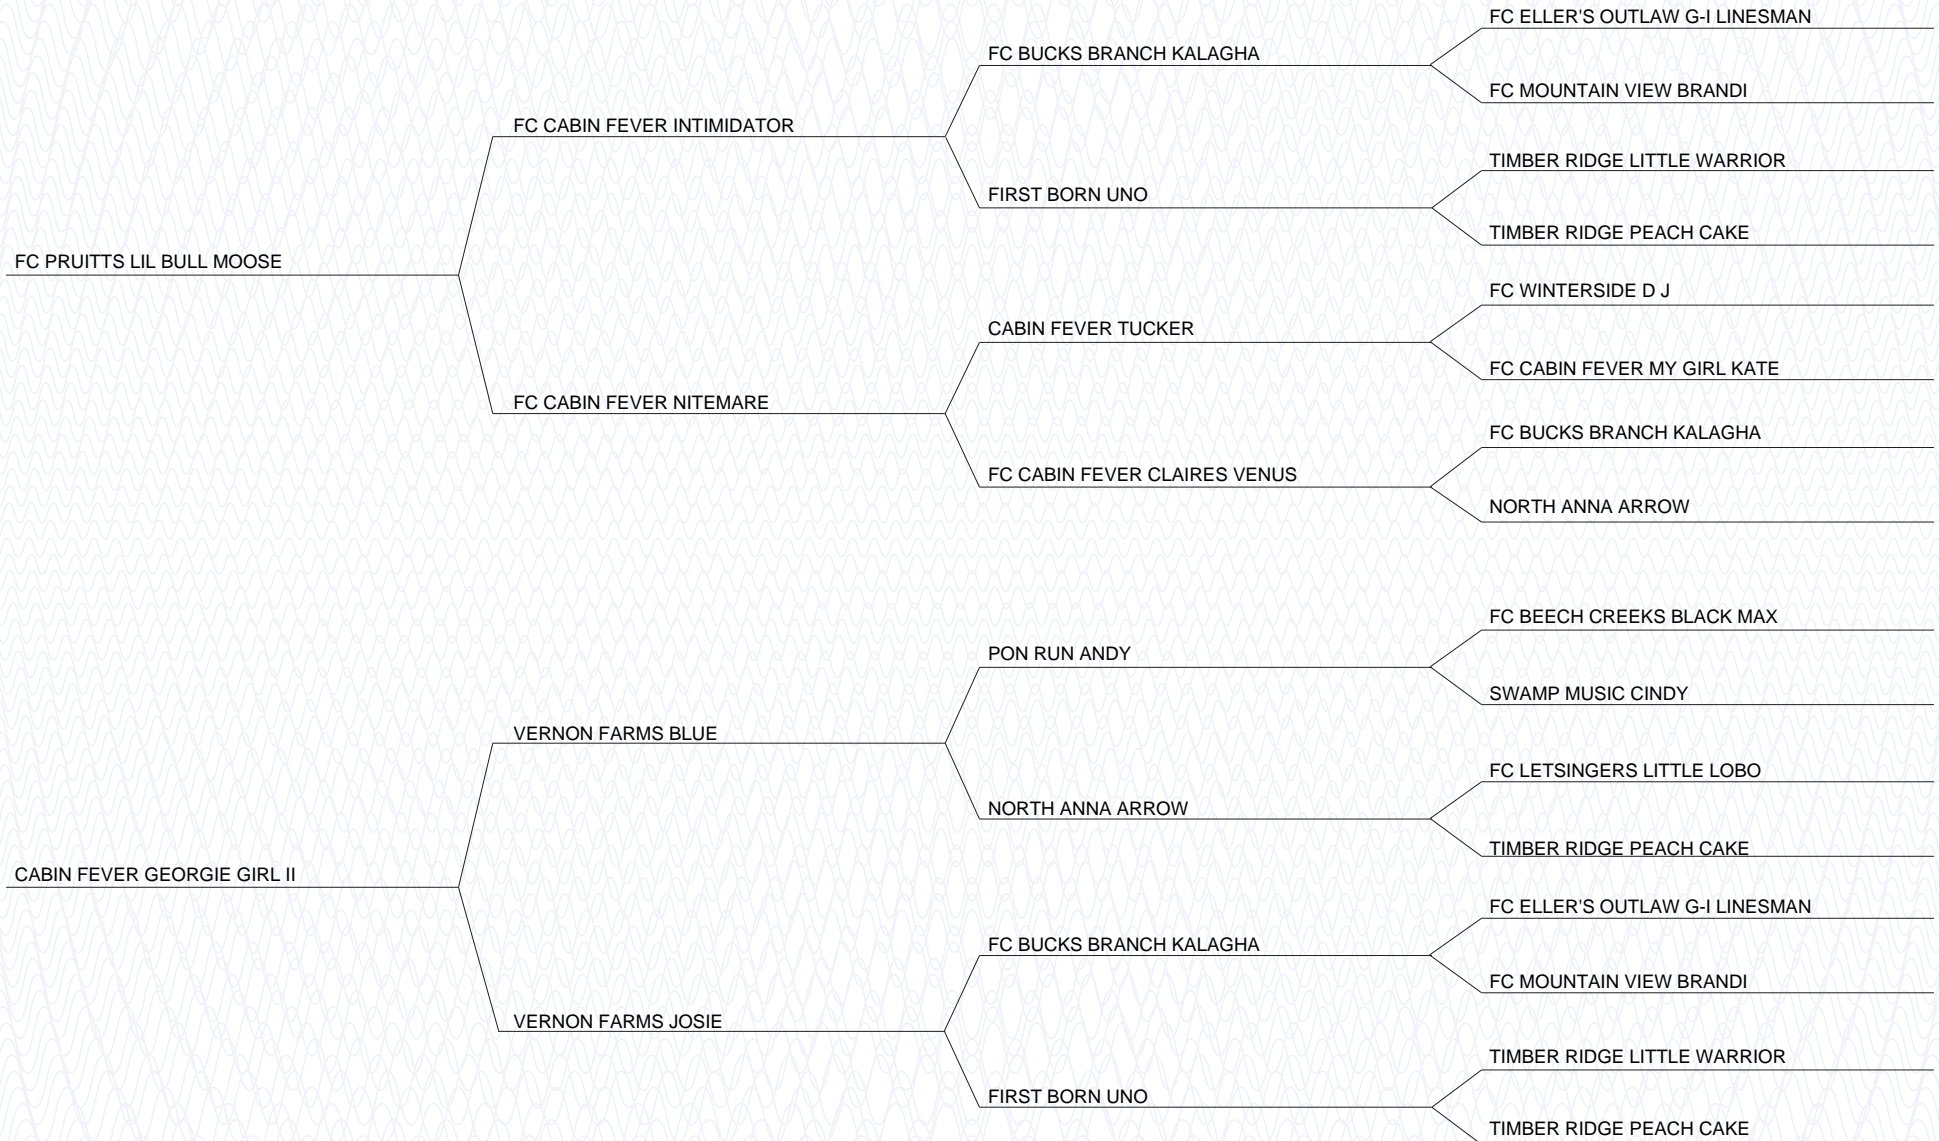 FC ELLER'S OUTLAW G-I LINESMAN
FC BUCKS BRANCH KALAGHA
FC MOUNTAIN VIEW BRANDI
FC CABIN FEVER INTIMIDATOR
TIMBER RIDGE LITTLE WARRIOR
FIRST BORN UNO
TIMBER RIDGE PEACH CAKE
FC PRUITTS LIL BULL MOOSE
FC WINTERSIDE D J
CABIN FEVER TUCKER
FC CABIN FEVER MY GIRL KATE
FC CABIN FEVER NITEMARE
FC BUCKS BRANCH KALAGHA
FC CABIN FEVER CLAIRES VENUS
NORTH ANNA ARROW
FC BEECH CREEKS BLACK MAX
PON RUN ANDY
SWAMP MUSIC CINDY
VERNON FARMS BLUE
FC LETSINGERS LITTLE LOBO
NORTH ANNA ARROW
TIMBER RIDGE PEACH CAKE
CABIN FEVER GEORGIE GIRL II
FC ELLER'S OUTLAW G-I LINESMAN
FC BUCKS BRANCH KALAGHA
FC MOUNTAIN VIEW BRANDI
VERNON FARMS JOSIE
TIMBER RIDGE LITTLE WARRIOR
FIRST BORN UNO
TIMBER RIDGE PEACH CAKE